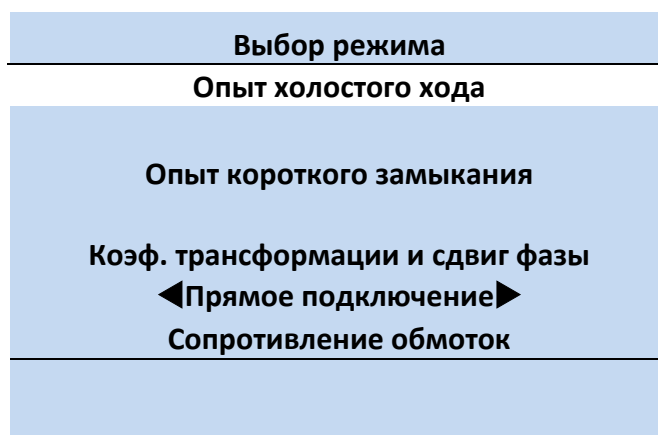 Выбор режима
Опыт холостого хода
Опыт короткого замыкания
Коэф. трансформации и сдвиг фазы
◀Прямое подключение▶
Сопротивление обмоток